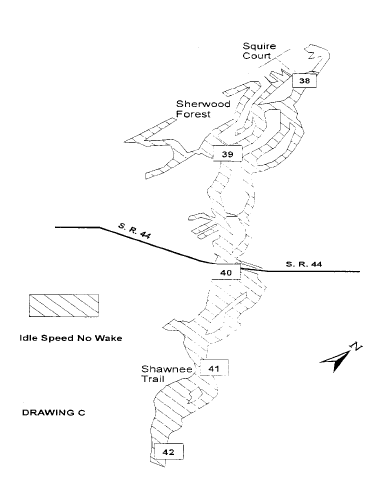 Squire
Court
38
Sherwood
Forest
39
S. R. 44
40
S. R. 44
Idle Speed No Wake
N
Shawnee
Trail
41
DRAWING C
42